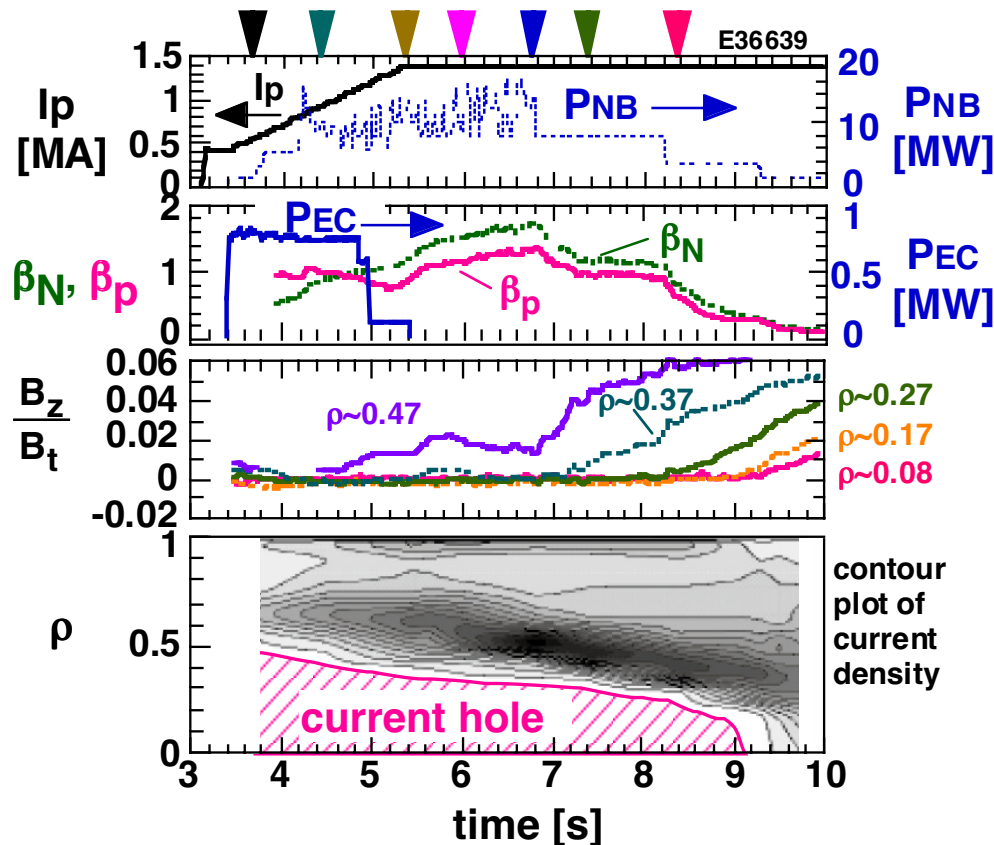 E36639
1.5
1
0.5
0
Ip
[MA]
Ip
PNB
20
10
0
PNB
[MW]
2
1
0
βN, βp
PEC
βN
βp
1
0.5
0
PEC
[MW]
0.06
0.04
0.02
0
-0.02
Bz
Bt
ρ~0.47
ρ~0.37
ρ~0.27
ρ~0.17
ρ~0.08
1
0.5
0
ρ
current hole
contour
plot of
current
density
3 4 5 6 7 8 9 10
time [s]